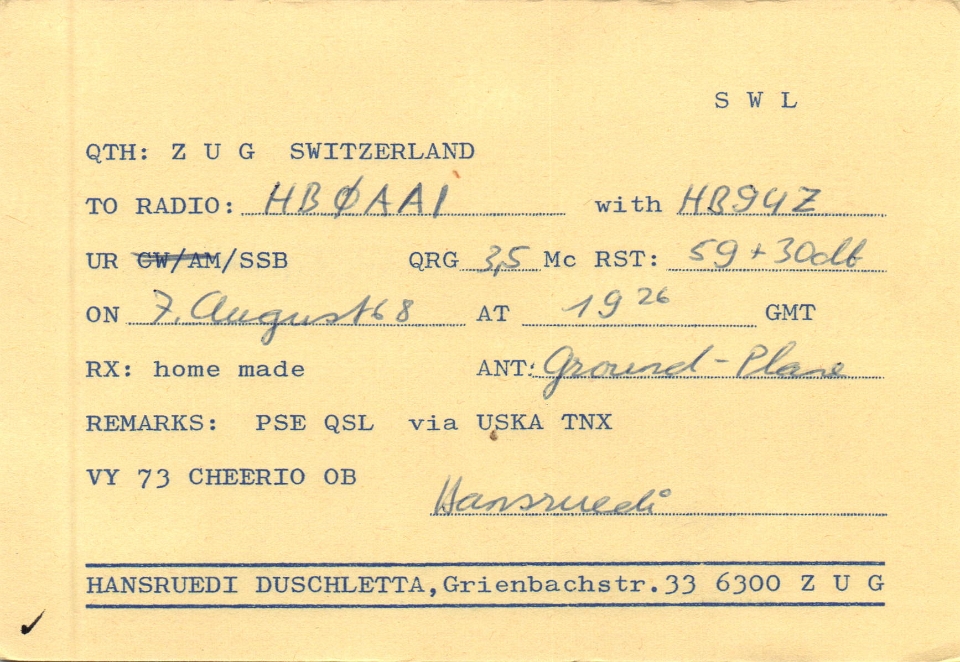 S W L
QTH: Z U G SWITZERLAND
TO RADIO: HBØAAI with HB9UZ
UR CW/AM/SSB QRG 3,5 Mc RST: 59+30db
ON 7. August 68 AT 19 26 GMT
RX: home made ANT: Ground-Plane
REMARKS: PSE QSL via USKA TNX
VY 73 CHEERIO OB
Hansruedi
HANSRUEDI DUSCHLETTA,Grienbachstr.33 6300 Z U G